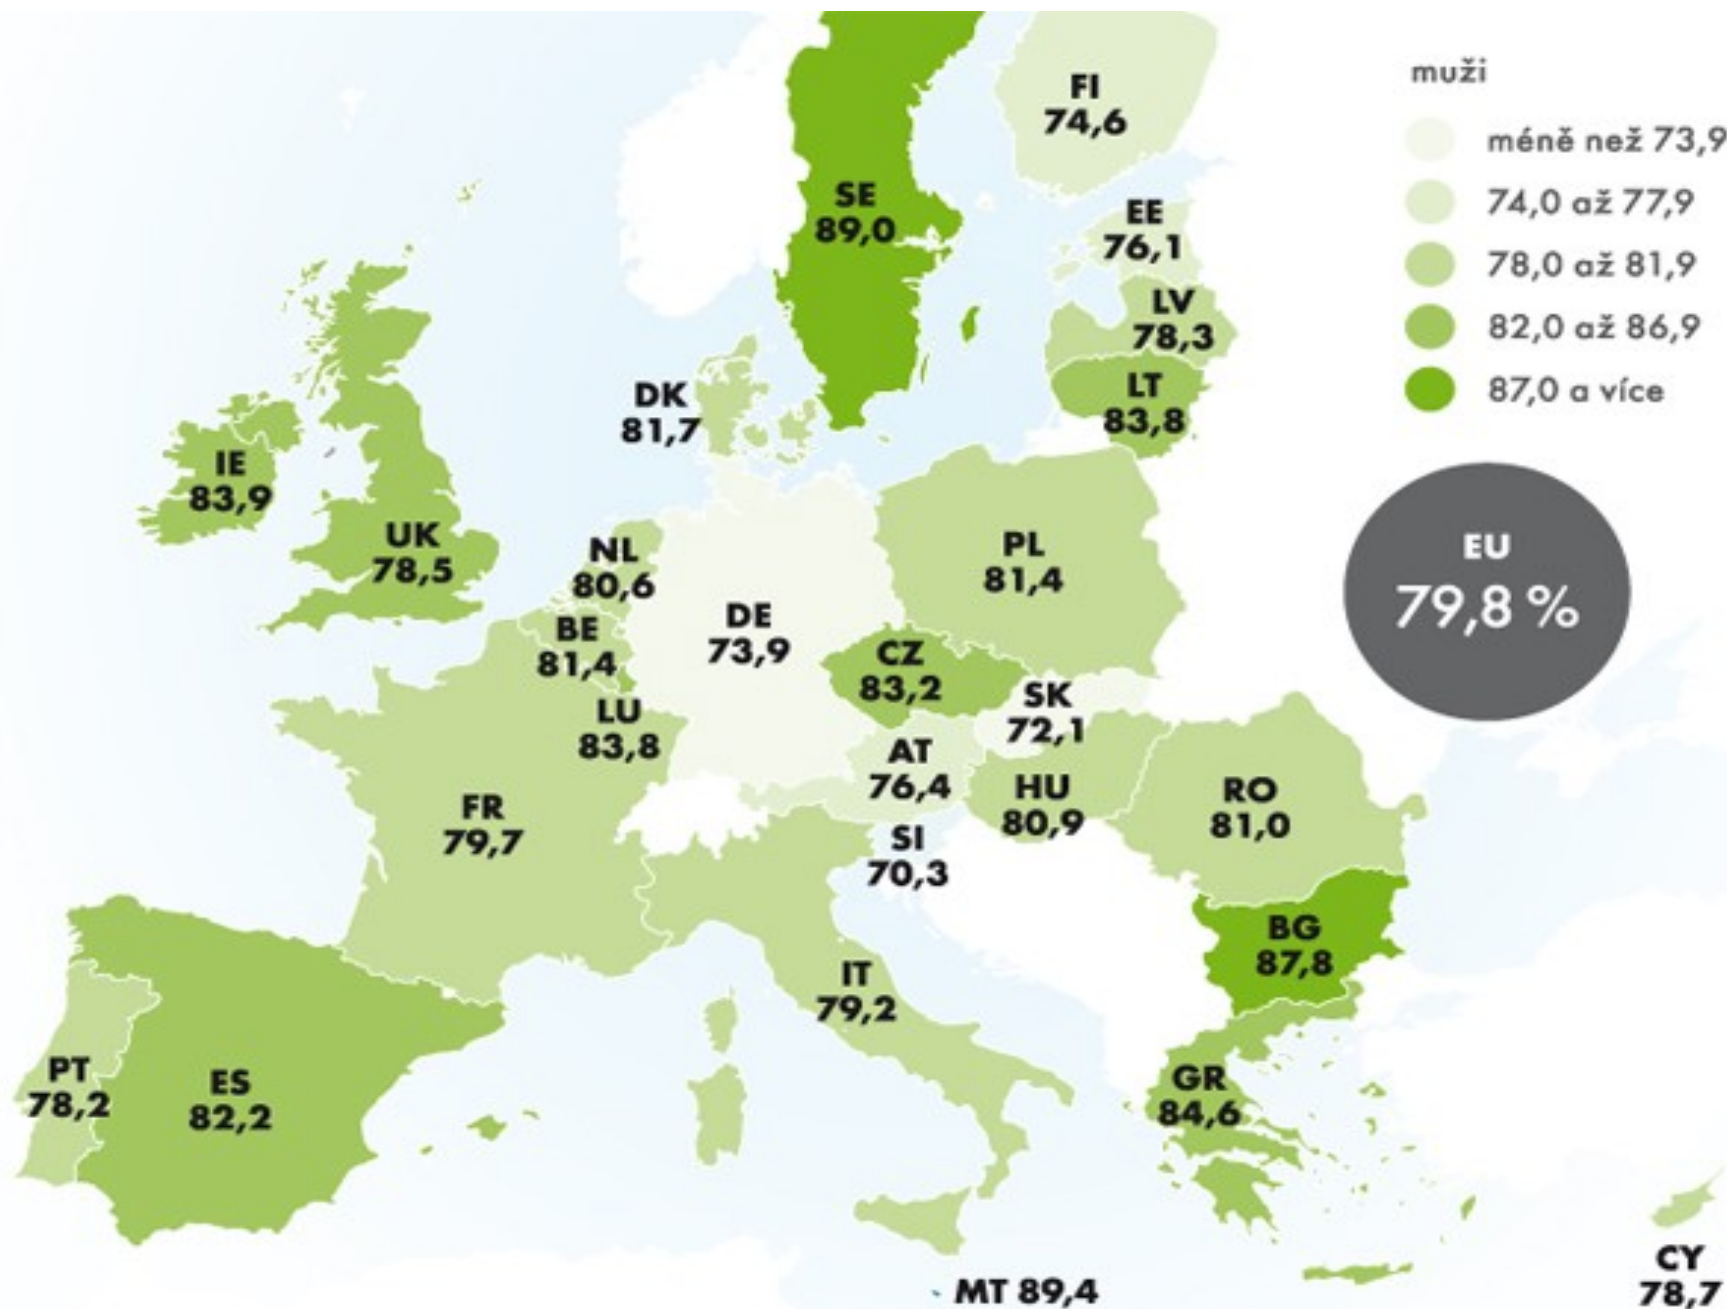 muži
méně než 73,9
74,0 až 77,9
78,0 až 81,9
82,0 až 86,9
87,0 a více
EU
79,8 %
FI
74,6
SE
89,0
EE
76,1
LV
78,3
LT
83,8
DK
81,7
IE
83,9
UK
78,5
NL
80,6
BE
81,4
LU
83,8
DE
73,9
PL
81,4
CZ
83,2
SK
72,1
AT
76,4
HU
80,9
RO
81,0
SI
70,3
FR
79,7
BG
87,8
IT
79,2
PT
78,2
ES
82,2
GR
84,6
CY
78,7
MT 89,4